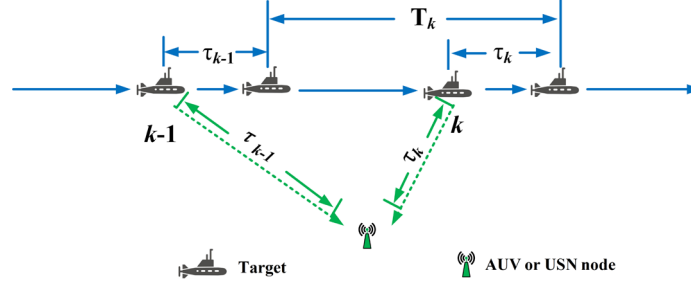 T_k
τ_{k-1}
τ_k
k-1
k
τ_{k-1}
τ_k
Target
AUV or USN node